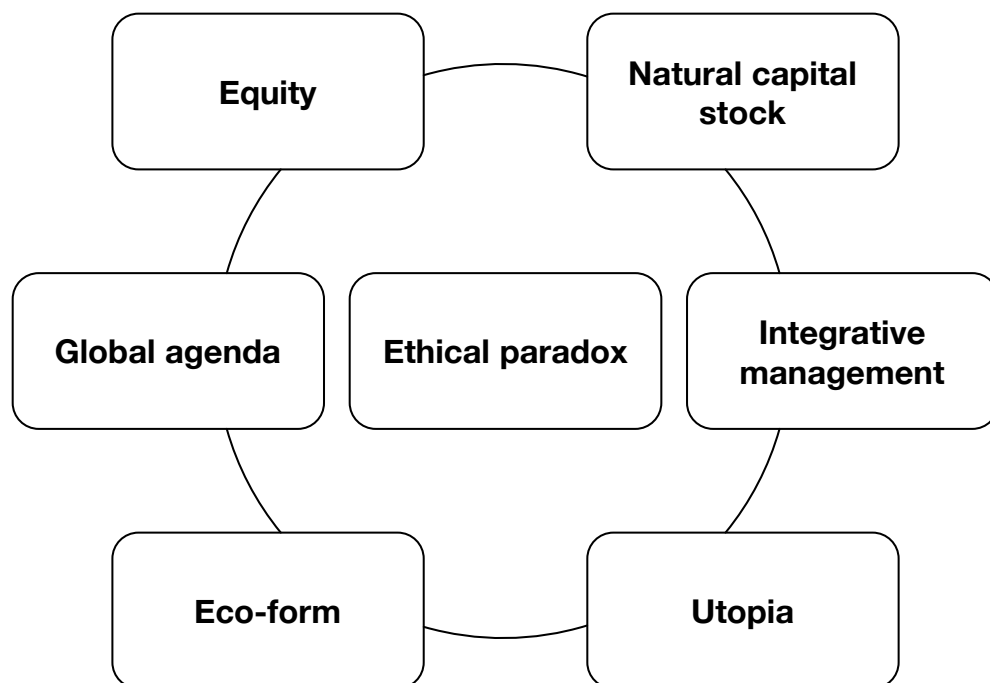 Equity
Natural capital
stock
Global agenda
Ethical paradox
Integrative
management
Eco-form
Utopia